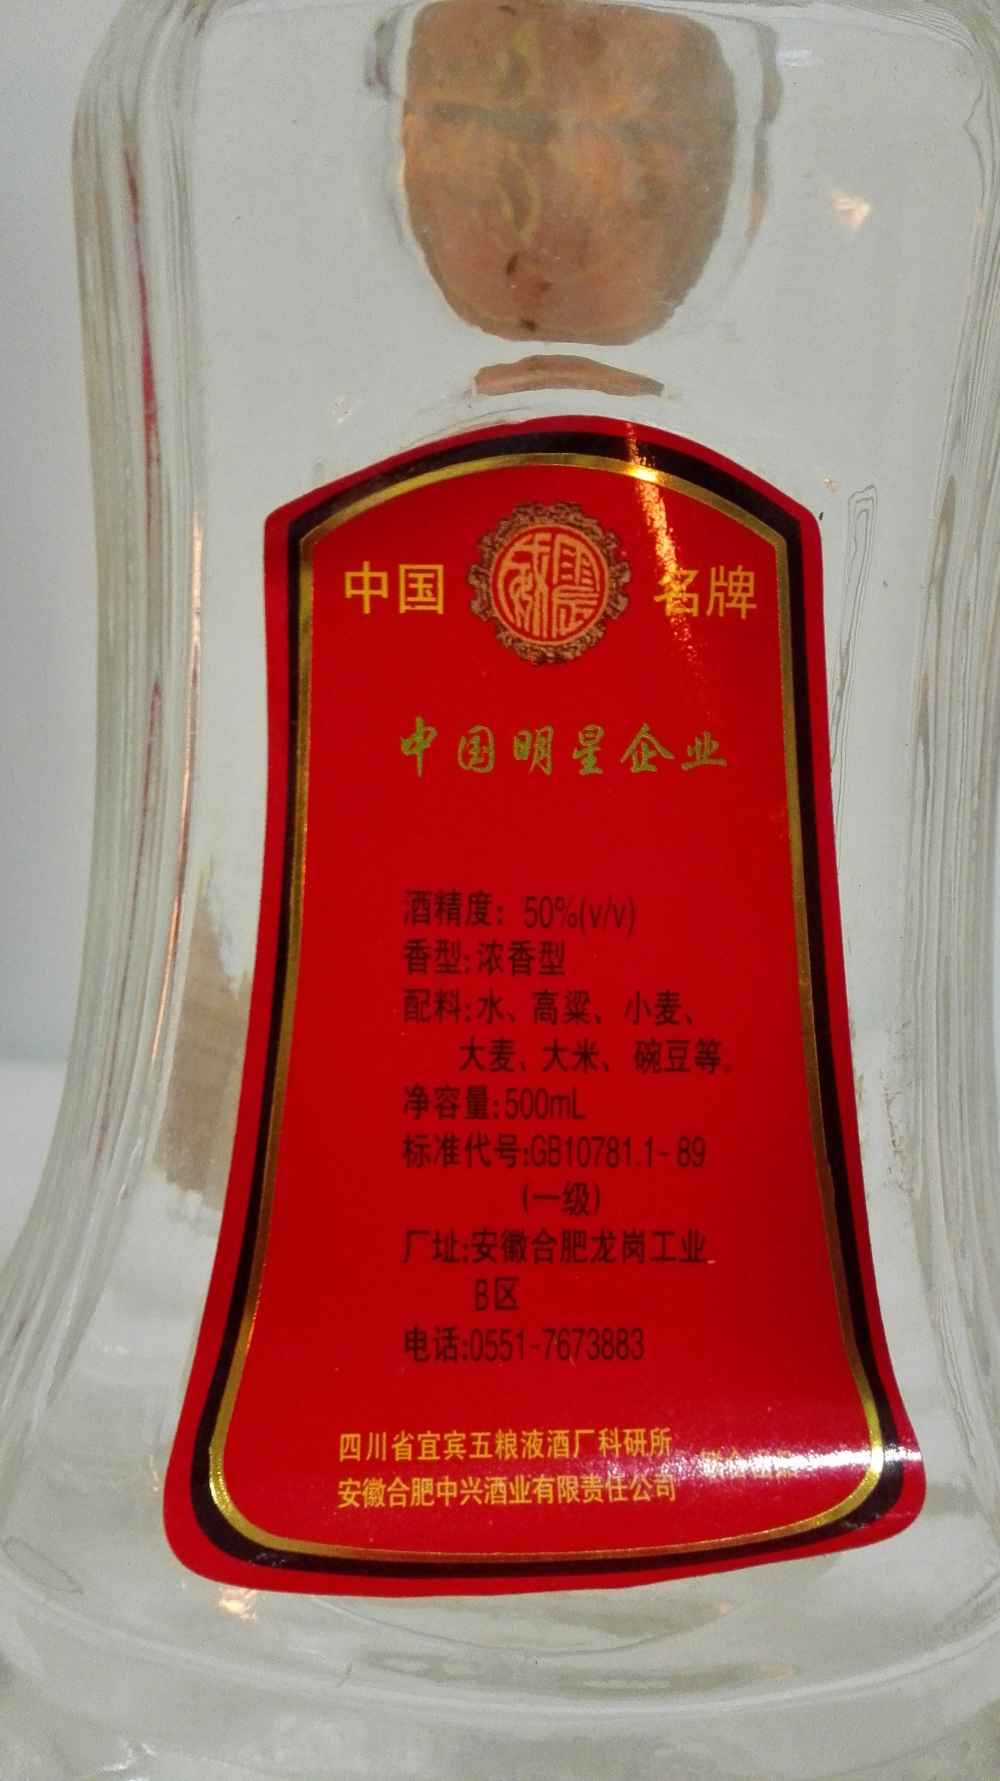 中国 名牌
中国明星企业
酒精度：50%(v/v)
香型:浓香型
配料:水、高粱、小麦、
大麦、大米、碗豆等。
净容量:500mL
标准代号:GB10781.1-89
(一级)
厂址:安徽合肥龙岗工业
B区
电话:0551-7673883
四川省宜宾五粮液酒厂科研所
安徽合肥中兴酒业有限责任公司